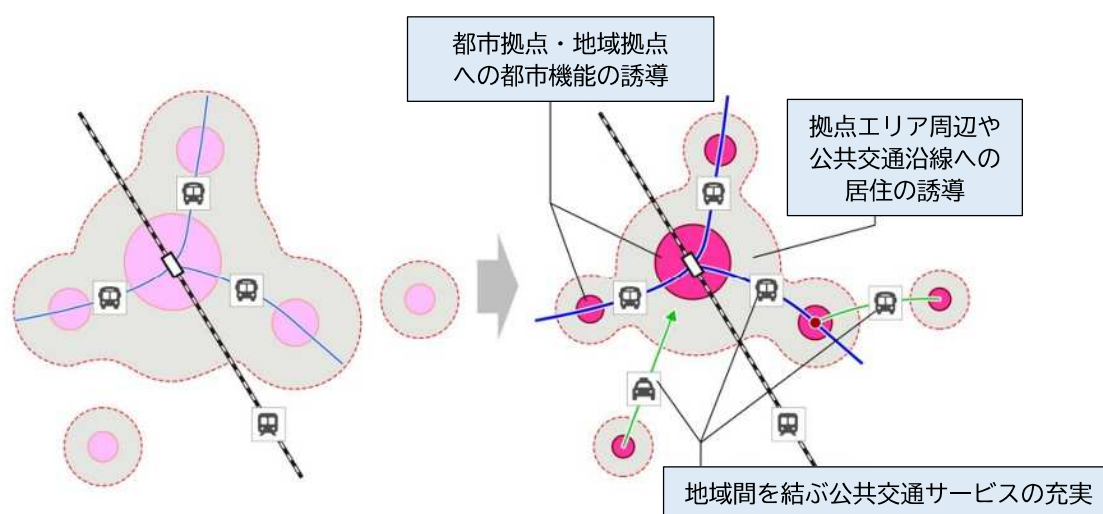 都市拠点・地域拠点
への都市機能の誘導
拠点エリア周辺や
公共交通沿線への
居住の誘導
地域間を結ぶ公共交通サービスの充実